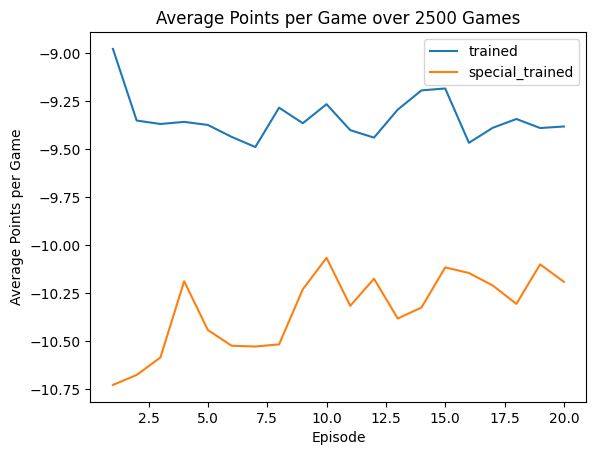 Average Points per Game over 2500 Games
trained
special_trained
Average Points per Game
−9.00
−9.25
−9.50
−9.75
−10.00
−10.25
−10.50
−10.75
2.5 5.0 7.5 10.0 12.5 15.0 17.5 20.0
Episode